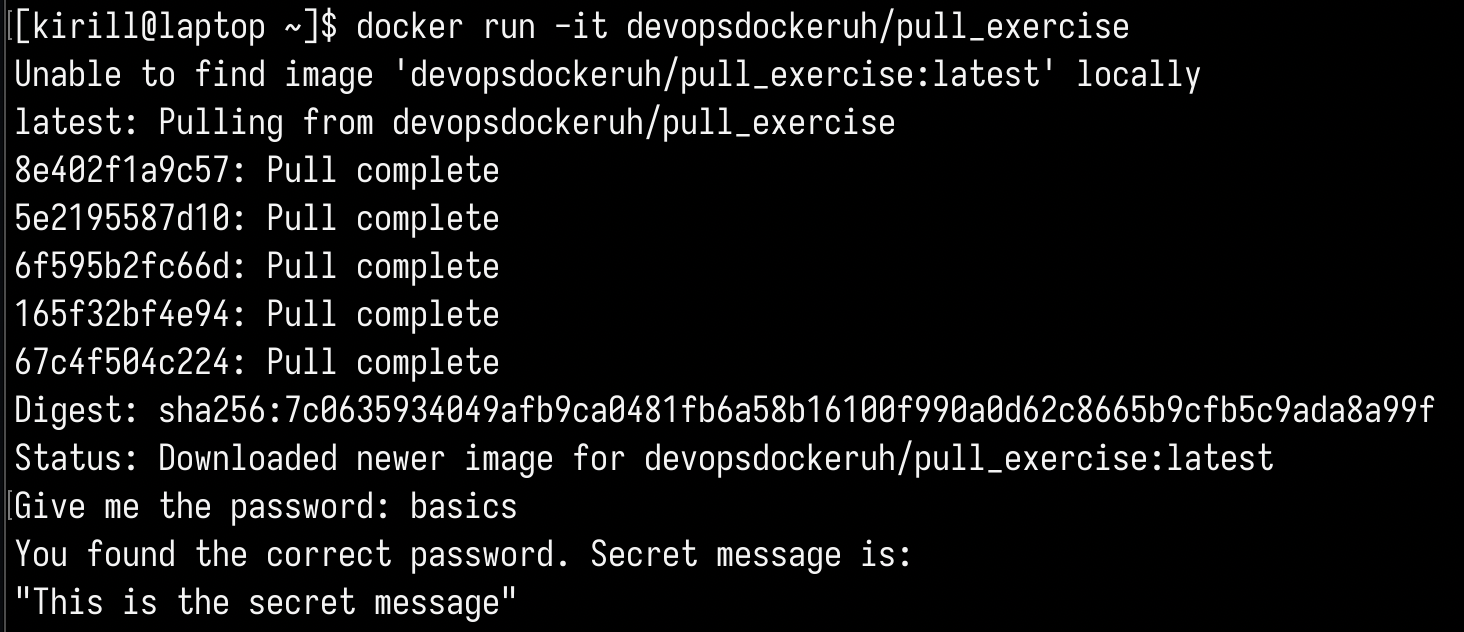 [kirill@laptop ~]$ docker run -it devopsdockeruh/pull_exercise
Unable to find image 'devopsdockeruh/pull_exercise:latest' locally
latest: Pulling from devopsdockeruh/pull_exercise
8e402f1a9c57: Pull complete
5e2195587d10: Pull complete
6f595b2fc66d: Pull complete
165f32bf4e94: Pull complete
67c4f504c224: Pull complete
Digest: sha256:7c0635934049afb9ca0481fb6a58b16100f990a0d62c8665b9cfb5c9ada8a99f
Status: Downloaded newer image for devopsdockeruh/pull_exercise:latest
Give me the password: basics
You found the correct password. Secret message is:
"This is the secret message"